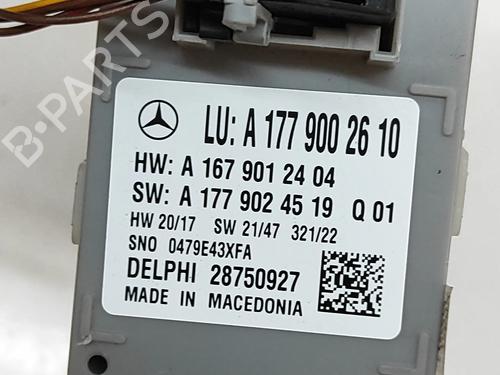 LU: A 177 900 26 10
HW: A 167 901 24 04
SW: A 177 902 45 19 Q 01
HW 20/17 SW 21/47 321/22
SNO 0479E43XFA
DELPHI 28750927
MADE IN MACEDONIA
B-PARTS